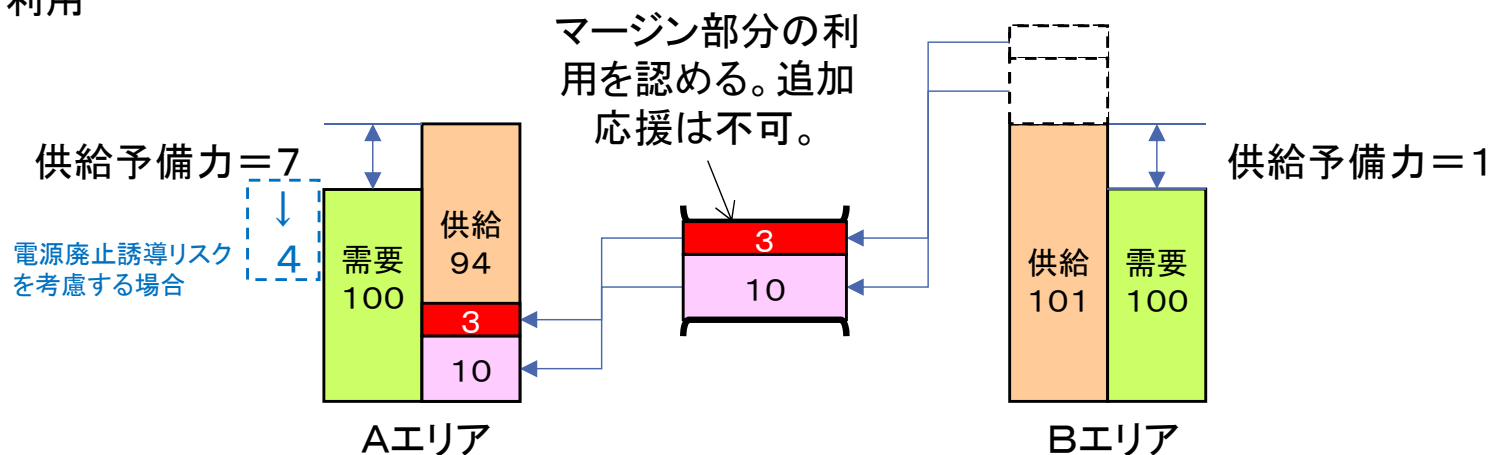 利用
マージン部分の利
用を認める。追加
応援は不可。
供給予備力＝7
↓
4
電源廃止誘導リスク
を考慮する場合
需要
100
供給
94
3
10
Aエリア
3
10
供給
101
需要
100
供給予備力＝1
Bエリア